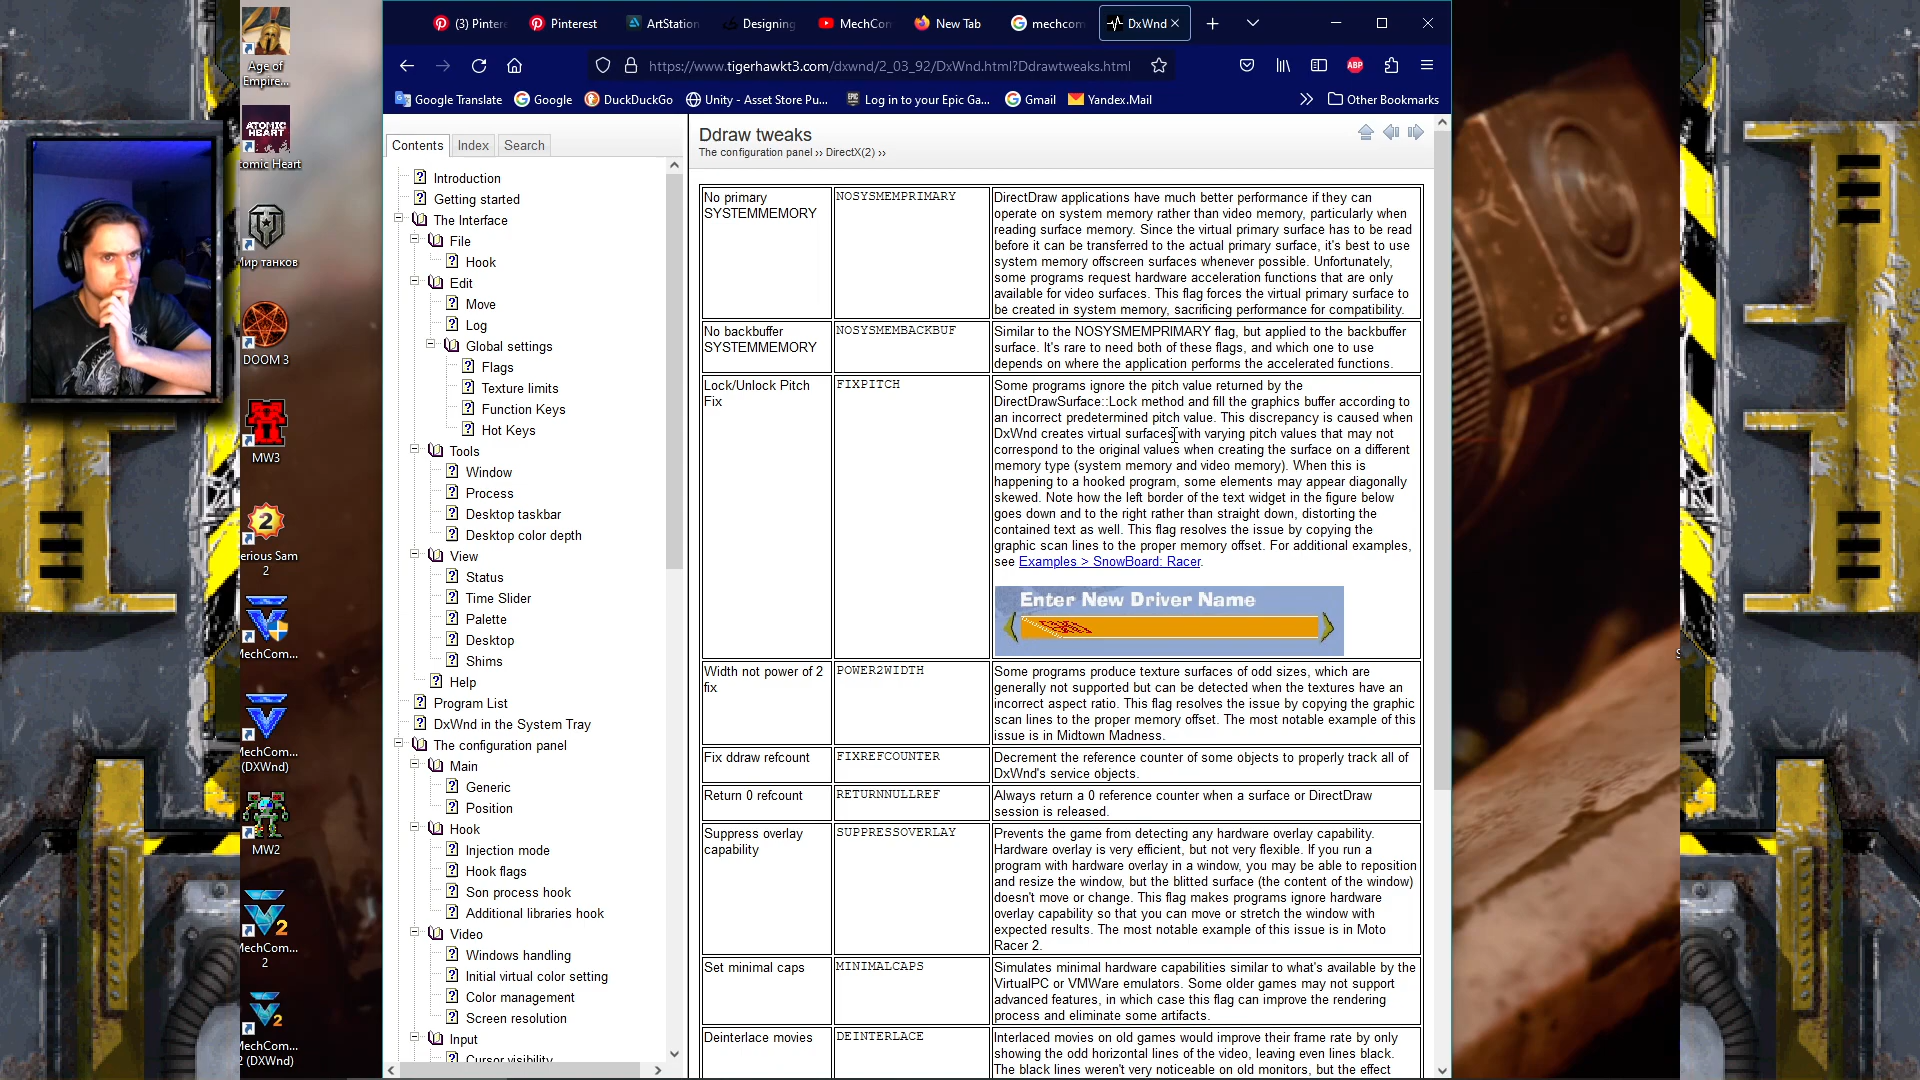 Age of
Empire...
ATOMIC
HEART
tomic Heart
Мир танков
DOOM 3
MW3
2
erious Sam
2
MechCom...
MechCom...
(DXWnd)
MW2
2
MechCom...
2
2
MechCom...
2 (DXWnd)
(3) Pintere
Pinterest
ArtStation
Designing
MechCon
New Tab
mechcom
DxWnd
https://www.tigerhawkt3.com/dxwnd/2_03_92/DxWnd.html?Ddrawtweaks.html
ABP
Google Translate
Google
DuckDuckGo
Unity - Asset Store Pu...
EPIC
Log in to your Epic Ga...
Gmail
Yandex.Mail
Other Bookmarks
Contents
Index
Search
Introduction
Getting started
The Interface
File
Hook
Edit
Move
Log
Global settings
Flags
Texture limits
Function Keys
Hot Keys
Tools
Window
Process
Desktop taskbar
Desktop color depth
View
Status
Time Slider
Palette
Desktop
Shims
Help
Program List
DxWnd in the System Tray
The configuration panel
Main
Generic
Position
Hook
Injection mode
Hook flags
Son process hook
Additional libraries hook
Video
Windows handling
Initial virtual color setting
Color management
Screen resolution
Input
Cursor visibility
Ddraw tweaks
The configuration panel ›› DirectX(2) ››
No primary
SYSTEMMEMORY
NOSYSMEMPRIMARY
DirectDraw applications have much better performance if they can
operate on system memory rather than video memory, particularly when
reading surface memory. Since the virtual primary surface has to be read
before it can be transferred to the actual primary surface, it's best to use
system memory offscreen surfaces whenever possible. Unfortunately,
some programs request hardware acceleration functions that are only
available for video surfaces. This flag forces the virtual primary surface to
be created in system memory, sacrificing performance for compatibility.
No backbuffer
SYSTEMMEMORY
NOSYSMEMBACKBUF
Similar to the NOSYSMEMPRIMARY flag, but applied to the backbuffer
surface. It's rare to need both of these flags, and which one to use
depends on where the application performs the accelerated functions.
Lock/Unlock Pitch
Fix
FIXPITCH
Some programs ignore the pitch value returned by the
DirectDrawSurface::Lock method and fill the graphics buffer according to
an incorrect predetermined pitch value. This discrepancy is caused when
DxWnd creates virtual surfaces with varying pitch values that may not
correspond to the original values when creating the surface on a different
memory type (system memory and video memory). When this is
happening to a hooked program, some elements may appear diagonally
skewed. Note how the left border of the text widget in the figure below
goes down and to the right rather than straight down, distorting the
contained text as well. This flag resolves the issue by copying the
graphic scan lines to the proper memory offset. For additional examples,
see Examples > SnowBoard: Racer.
Enter New Driver Name
Width not power of 2
fix
POWER2WIDTH
Some programs produce texture surfaces of odd sizes, which are
generally not supported but can be detected when the textures have an
incorrect aspect ratio. This flag resolves the issue by copying the graphic
scan lines to the proper memory offset. The most notable example of this
issue is in Midtown Madness.
Fix ddraw refcount
FIXREFCOUNTER
Decrement the reference counter of some objects to properly track all of
DxWnd's service objects.
Return 0 refcount
RETURNNULLREF
Always return a 0 reference counter when a surface or DirectDraw
session is released.
Suppress overlay
capability
SUPPRESSOVERLAY
Prevents the game from detecting any hardware overlay capability.
Hardware overlay is very efficient, but not very flexible. If you run a
program with hardware overlay in a window, you may be able to reposition
and resize the window, but the blitted surface (the content of the window)
doesn't move or change. This flag makes programs ignore hardware
overlay capability so that you can move or stretch the window with
expected results. The most notable example of this issue is in Moto
Racer 2.
Set minimal caps
MINIMALCAPS
Simulates minimal hardware capabilities similar to what's available by the
VirtualPC or VMWare emulators. Some older games may not support
advanced features, in which case this flag can improve the rendering
process and eliminate some artifacts.
Deinterlace movies
DEINTERLACE
Interlaced movies on old games would improve their frame rate by only
showing the odd horizontal lines of the video, leaving even lines black.
The black lines weren't very noticeable on old monitors, but the effect